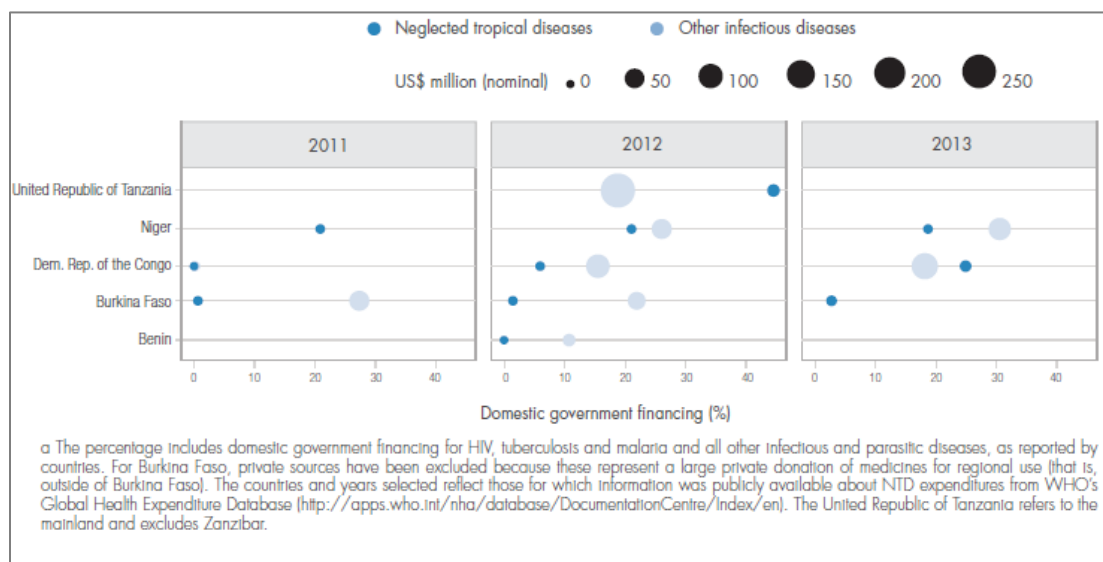 Neglected tropical diseases Other infectious diseases
US$ million (nominal) 0 50 100 150 200 250
2011 2012 2013
United Republic of Tanzania
Niger
Dem. Rep. of the Congo
Burkina Faso
Benin
0 10 20 30 40 0 10 20 30 40 0 10 20 30 40
Domestic government financing (%)
a The percentage includes domestic government financing for HIV, tuberculosis and malaria and all other infectious and parasitic diseases, as reported by
countries. For Burkina Faso, private sources have been excluded because these represent a large private donation of medicines for regional use (that is,
outside of Burkina Faso). The countries and years selected reflect those for which information was publicly available about NTD expenditures from WHO's
Global Health Expenditure Database (http://apps.who.int/nha/database/DocumentationCentre/Index/en). The United Republic of Tanzania refers to the
mainland and excludes Zanzibar.